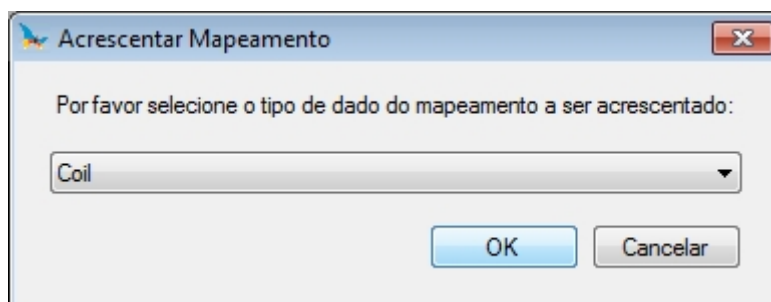 Acrescentar Mapeamento
Por favor selecione o tipo de dado do mapeamento a ser acrescentado:
Coil
OK Cancelar